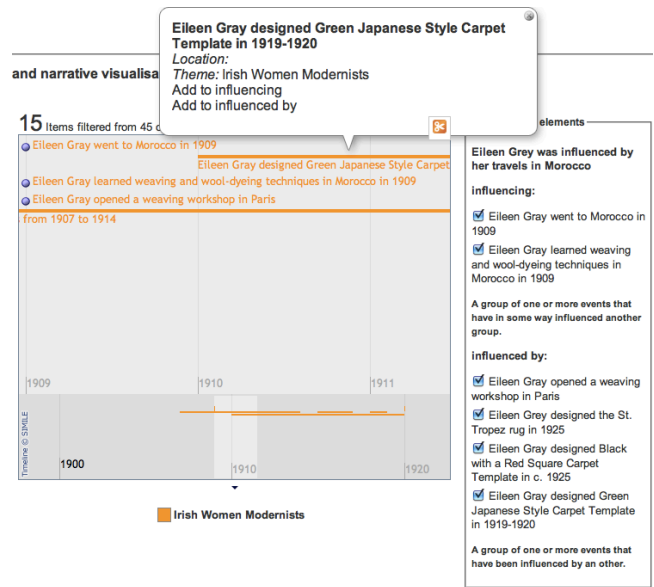 Eileen Gray designed Green Japanese Style Carpet
Template in 1919-1920
Location:
Theme: Irish Women Modernists
Add to influencing
Add to influenced by
and narrative visualisa
15 Items filtered from 45
Eileen Gray went to Morocco in 1909
Eileen Gray designed Green Japanese Style Carpet
Eileen Gray learned weaving and wool-dyeing techniques in Morocco in 1909
Eileen Gray opened a weaving workshop in Paris
from 1907 to 1914
1909
1910
1911
Timeline © SIMILE
1900
1910
1920
Irish Women Modernists
elements
Eileen Grey was influenced by
her travels in Morocco
influencing:
Eileen Gray went to Morocco in
1909
Eileen Gray learned weaving
and wool-dyeing techniques in
Morocco in 1909
A group of one or more events that
have in some way influenced another
group.
influenced by:
Eileen Gray opened a weaving
workshop in Paris
Eileen Gray designed the St.
Tropez rug in 1925
Eileen Gray designed Black
with a Red Square Carpet
Template in c. 1925
Eileen Gray designed Green
Japanese Style Carpet Template
in 1919-1920
A group of one or more events that
have been influenced by an other.